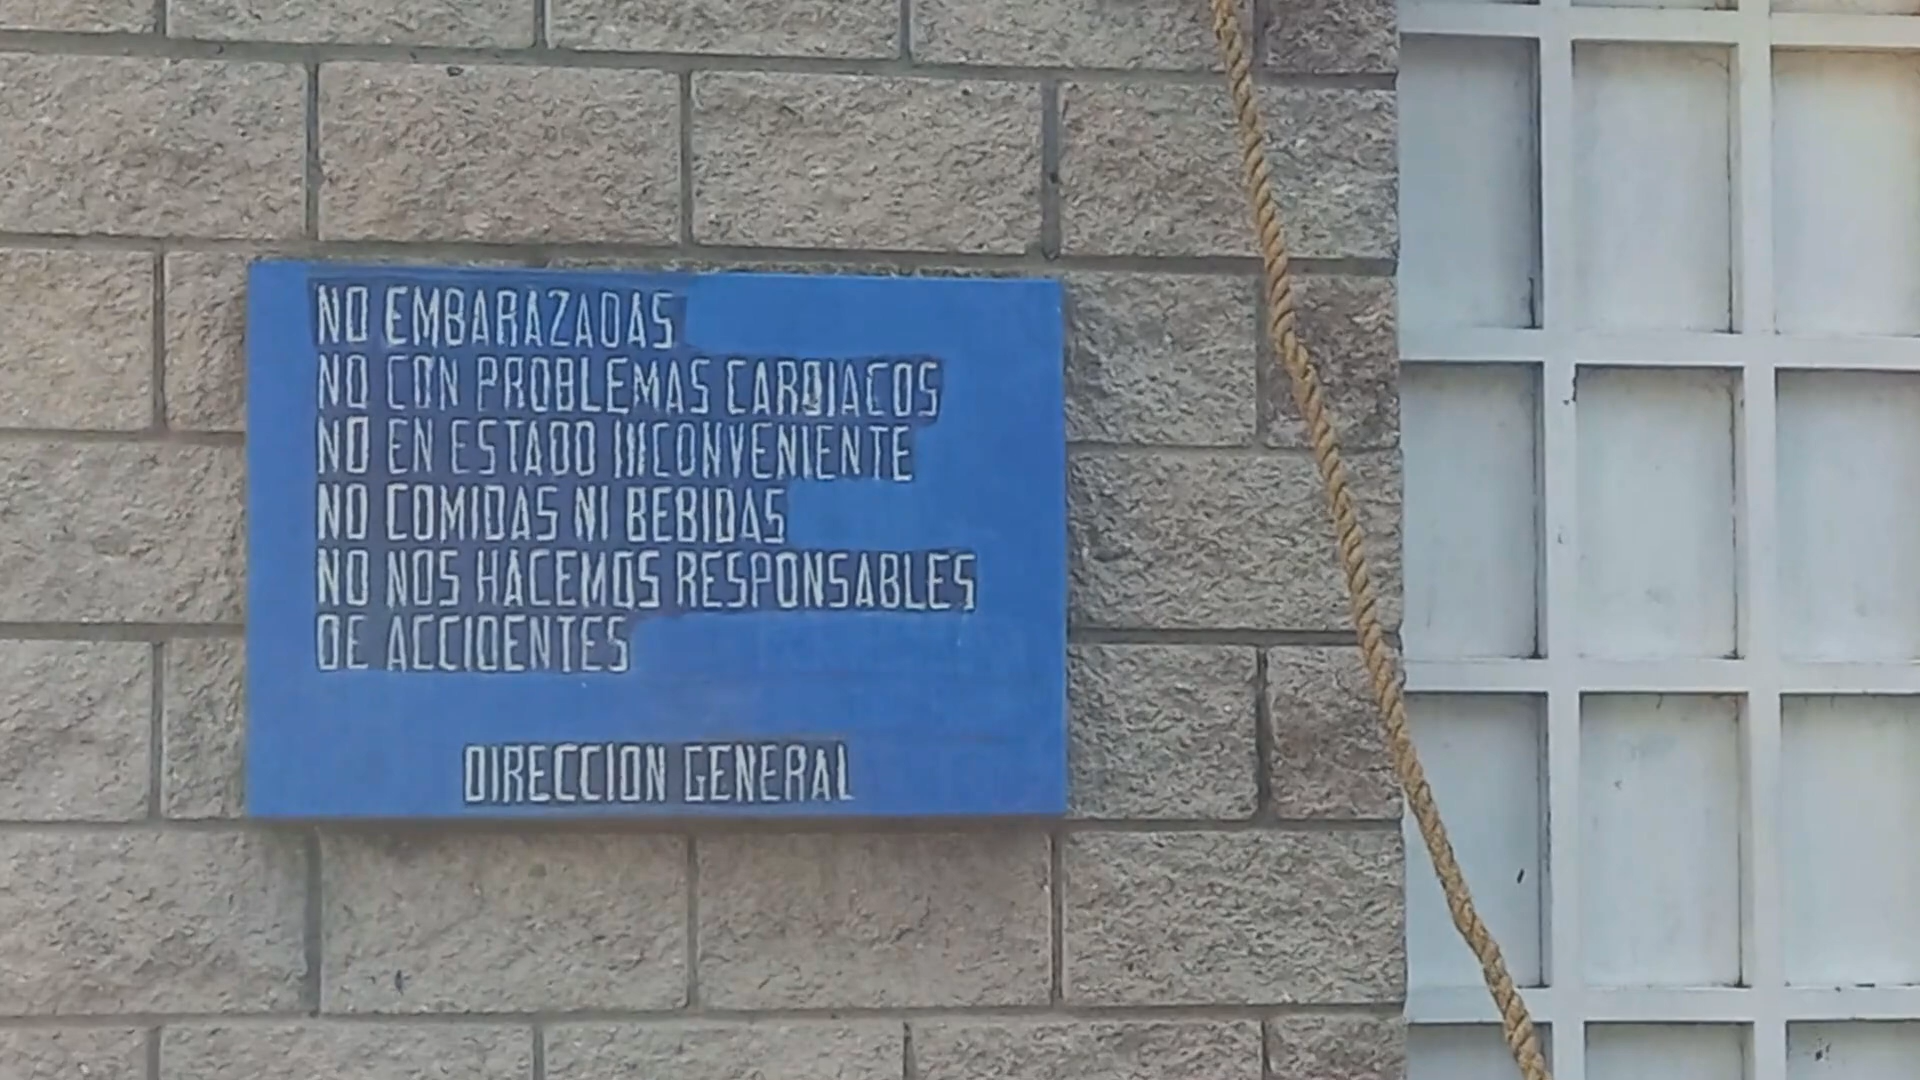 NO EMBARAZADAS
NO CON PROBLEMAS CARDIACOS
NO EN ESTADO INCONVENIENTE
NO COMIDAS NI BEBIDAS
NO NOS HACEMOS RESPONSABLES
DE ACCIDENTES
DIRECCION GENERAL